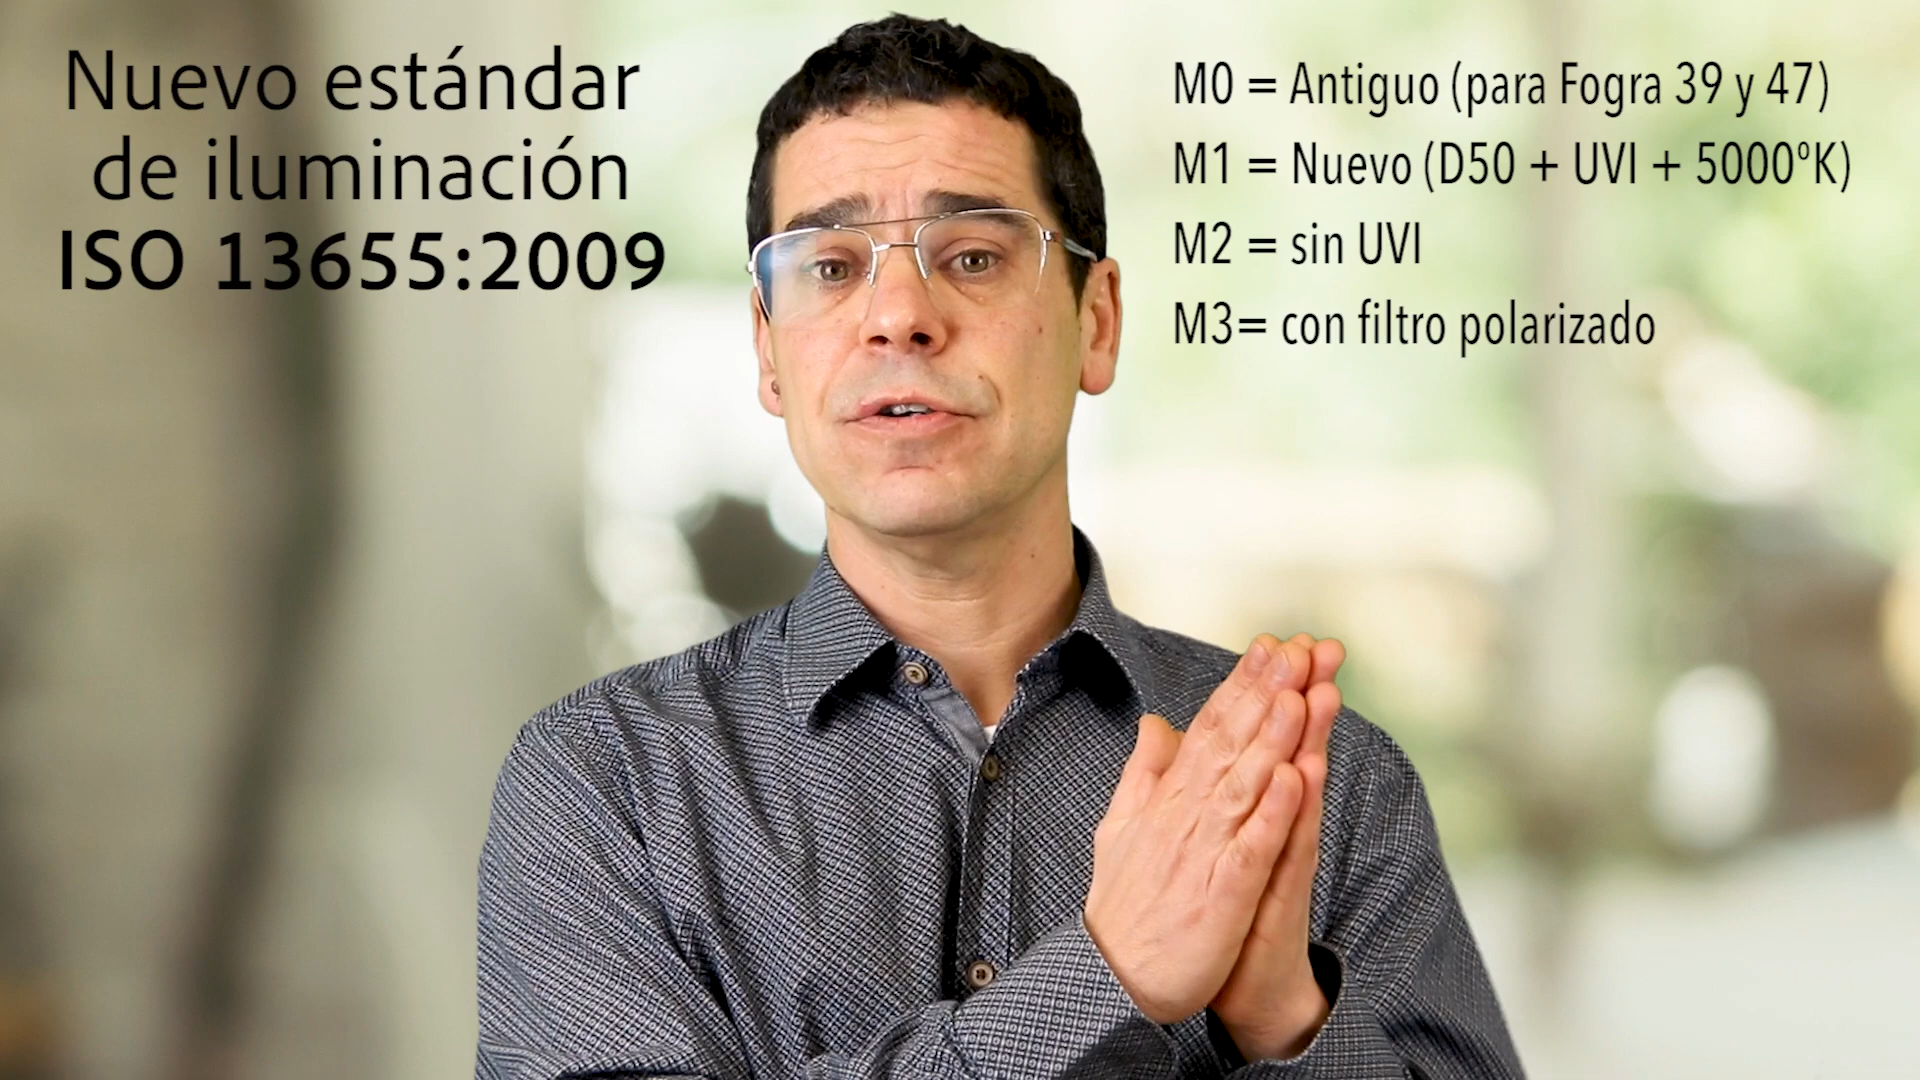 Nuevo estándar
de iluminación
ISO 13655:2009
M0 = Antiguo (para Fogra 39 y 47)
M1 = Nuevo (D50 + UVI + 5000ºK)
M2 = sin UVI
M3= con filtro polarizado